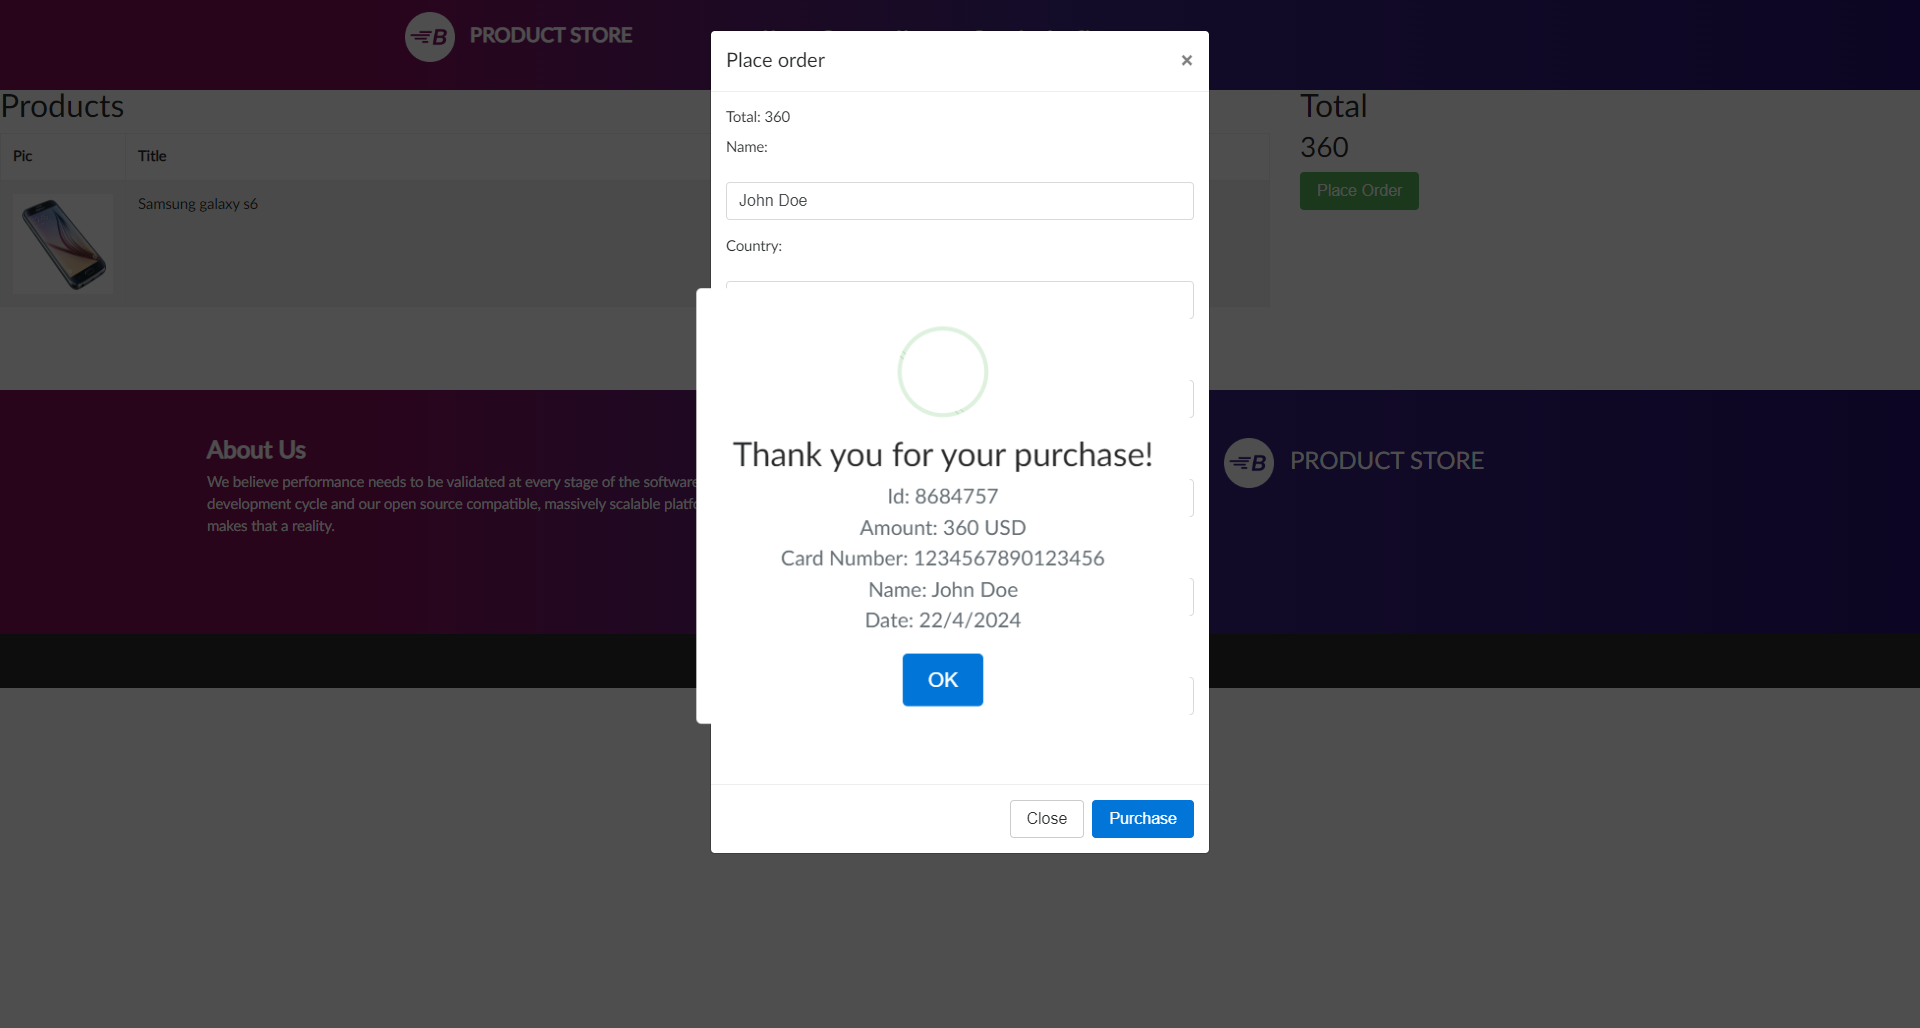 B PRODUCT STORE
Place order ×
Total: 360
Name:
John Doe
Country:
Products
Pic Title
Samsung galaxy s6
Total
360
Place Order
Thank you for your purchase!
Id: 8684757
Amount: 360 USD
Card Number: 1234567890123456
Name: John Doe
Date: 22/4/2024
OK
Close Purchase
About Us
We believe performance needs to be validated at every stage of the software
development cycle and our open source compatible, massively scalable
makes that a reality.
B PRODUCT STORE